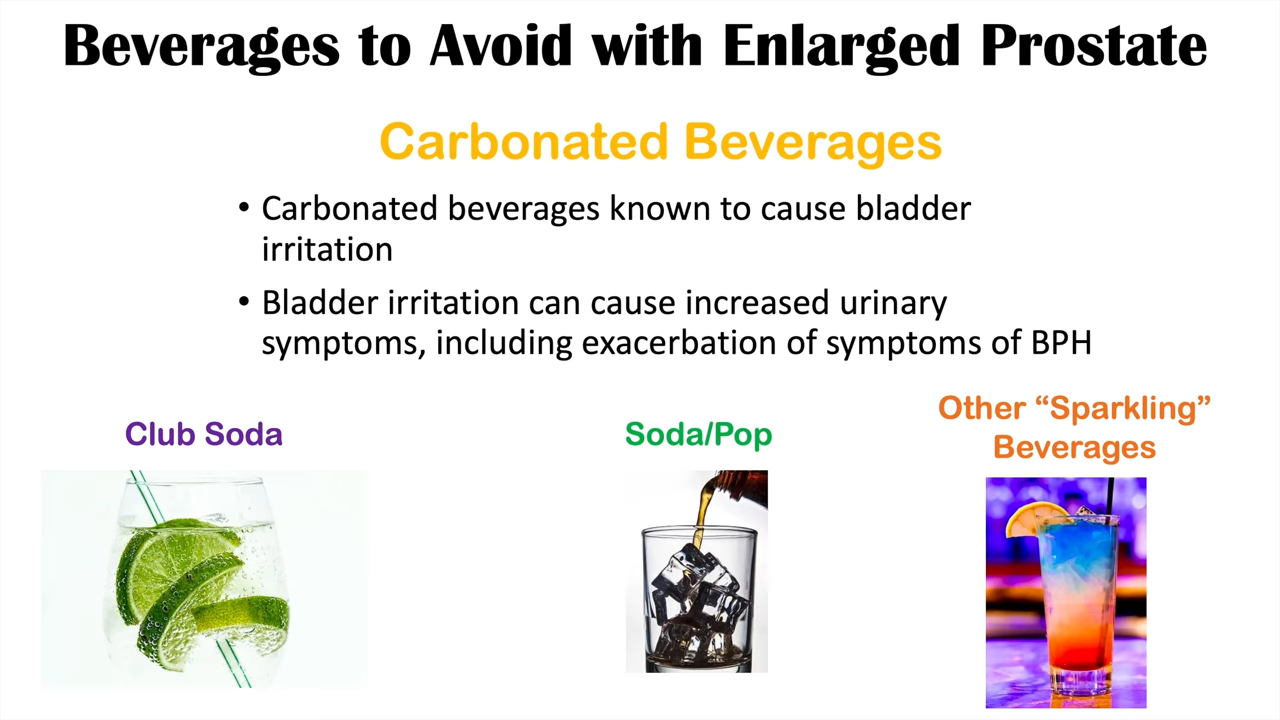 Beverages to Avoid with Enlarged Prostate
Carbonated Beverages
• Carbonated beverages known to cause bladder
irritation
• Bladder irritation can cause increased urinary
symptoms, including exacerbation of symptoms of BPH
Club Soda
Soda/Pop
Other “Sparkling”
Beverages